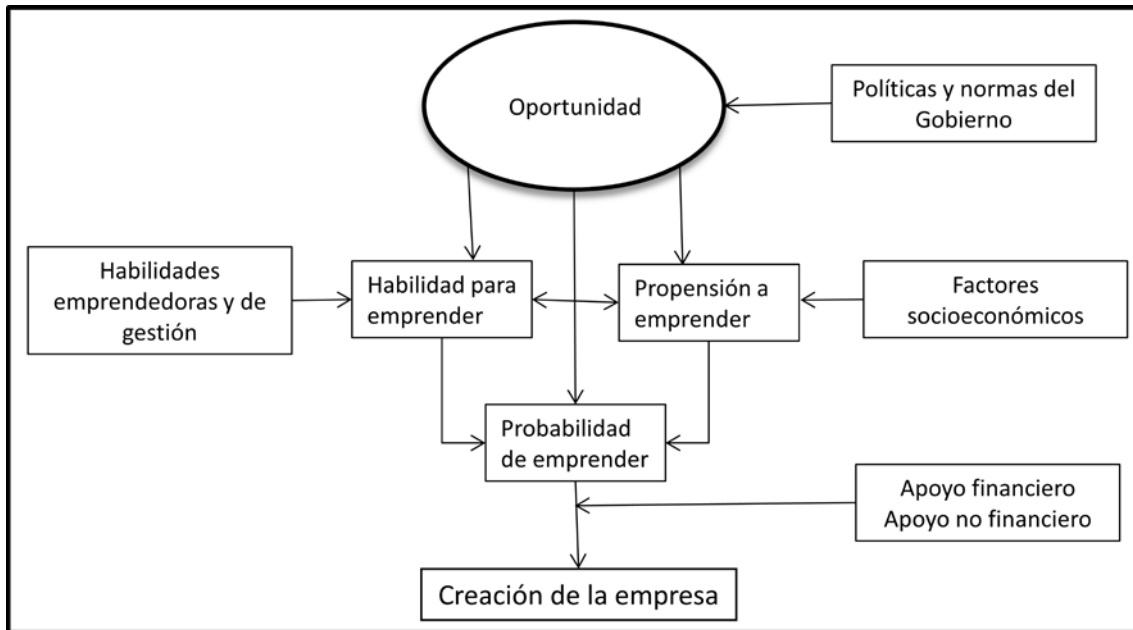 Oportunidad
Políticas y normas del
Gobierno
Habilidades
emprendedoras y de
gestión
Habilidad para
emprender
Propensión a
emprender
Factores
socioeconómicos
Probabilidad
de emprender
Apoyo financiero
Apoyo no financiero
Creación de la empresa